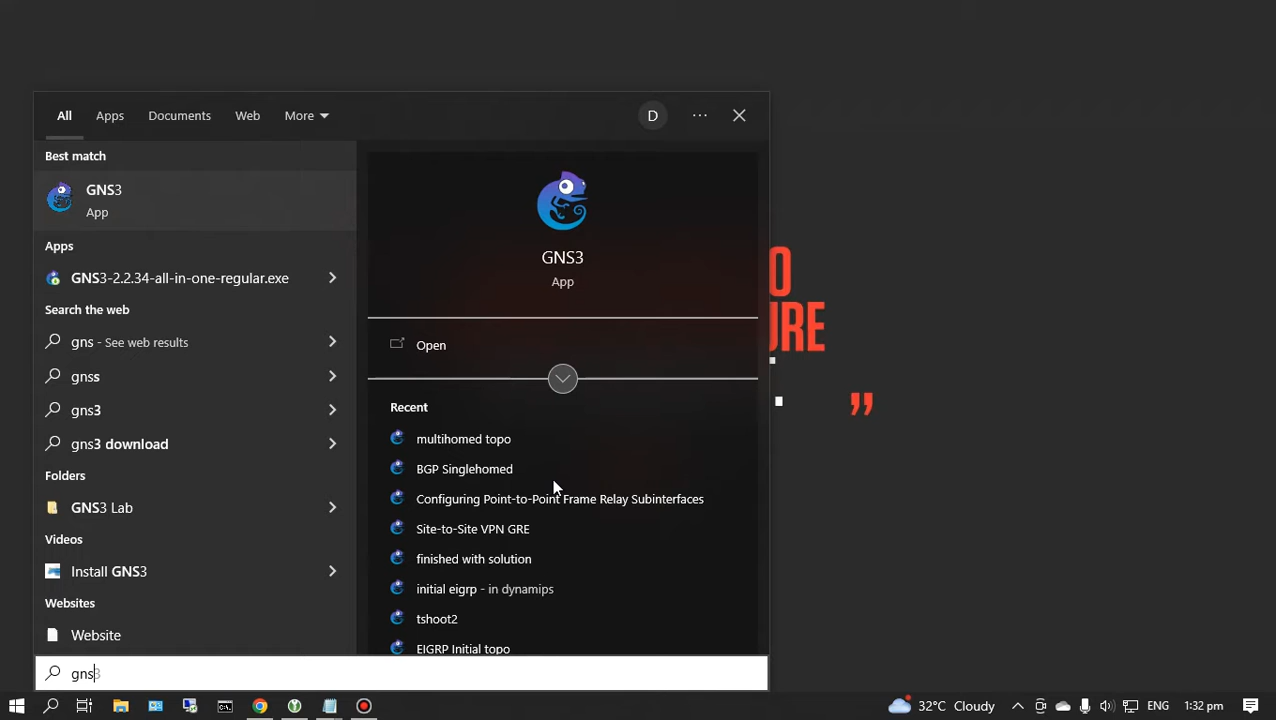 All Apps Documents Web More D ··· 
Best match
GNS3
App
Apps
GNS3-2.2.34-all-in-one-regular.exe
Search the web
gns - See web results
gnss
gns3
gns3 download
Folders
GNS3 Lab
Videos
Install GNS3
Websites
Website
GNS3
App
Open
Recent
multihomed topo
BGP Singlehomed
Configuring Point-to-Point Frame Relay Subinterfaces
Site-to-Site VPN GRE
finished with solution
initial eigrp - in dynamips
tshoot2
EIGRP Initial topo
O
URE
”
gns3
32°C Cloudy ENG 1:32 pm